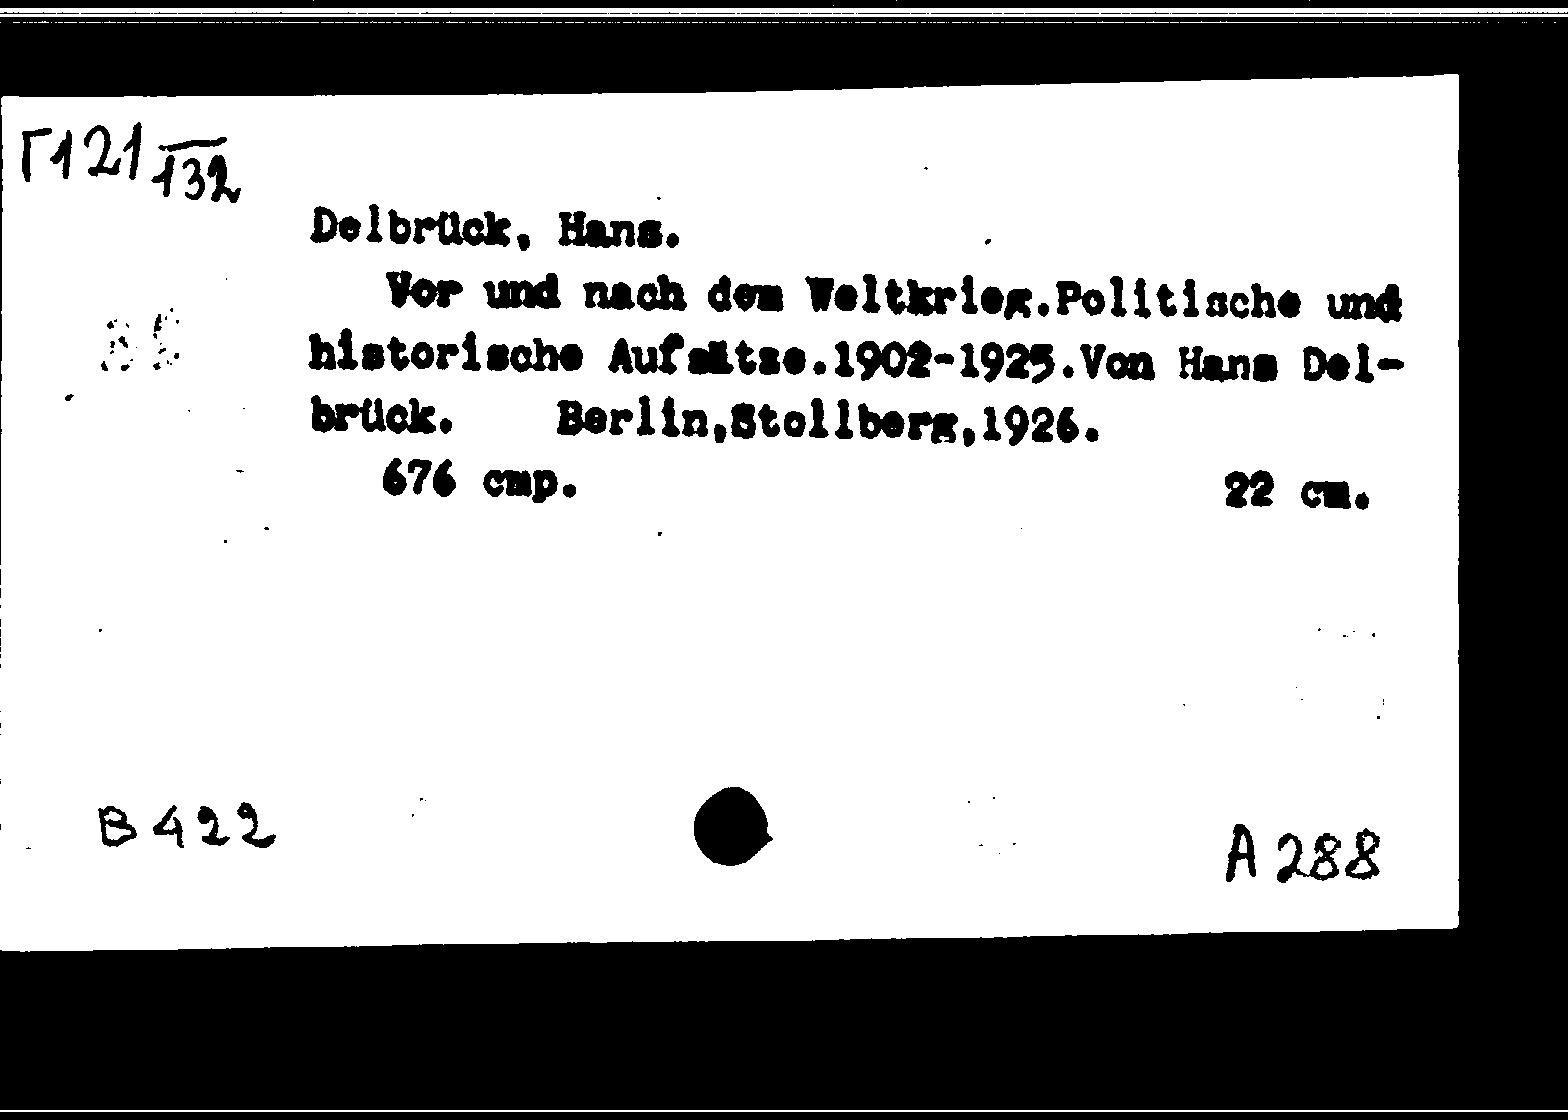 Г121/132
Delbrück, Hans.
Vor und nach dem Weltkrieg.Politische und
historische Aufsätze.1902-1925.Von Hans Del-
brück. Berlin,Stollberg,1926.
676 стр. 22 см.
B 422
A 288